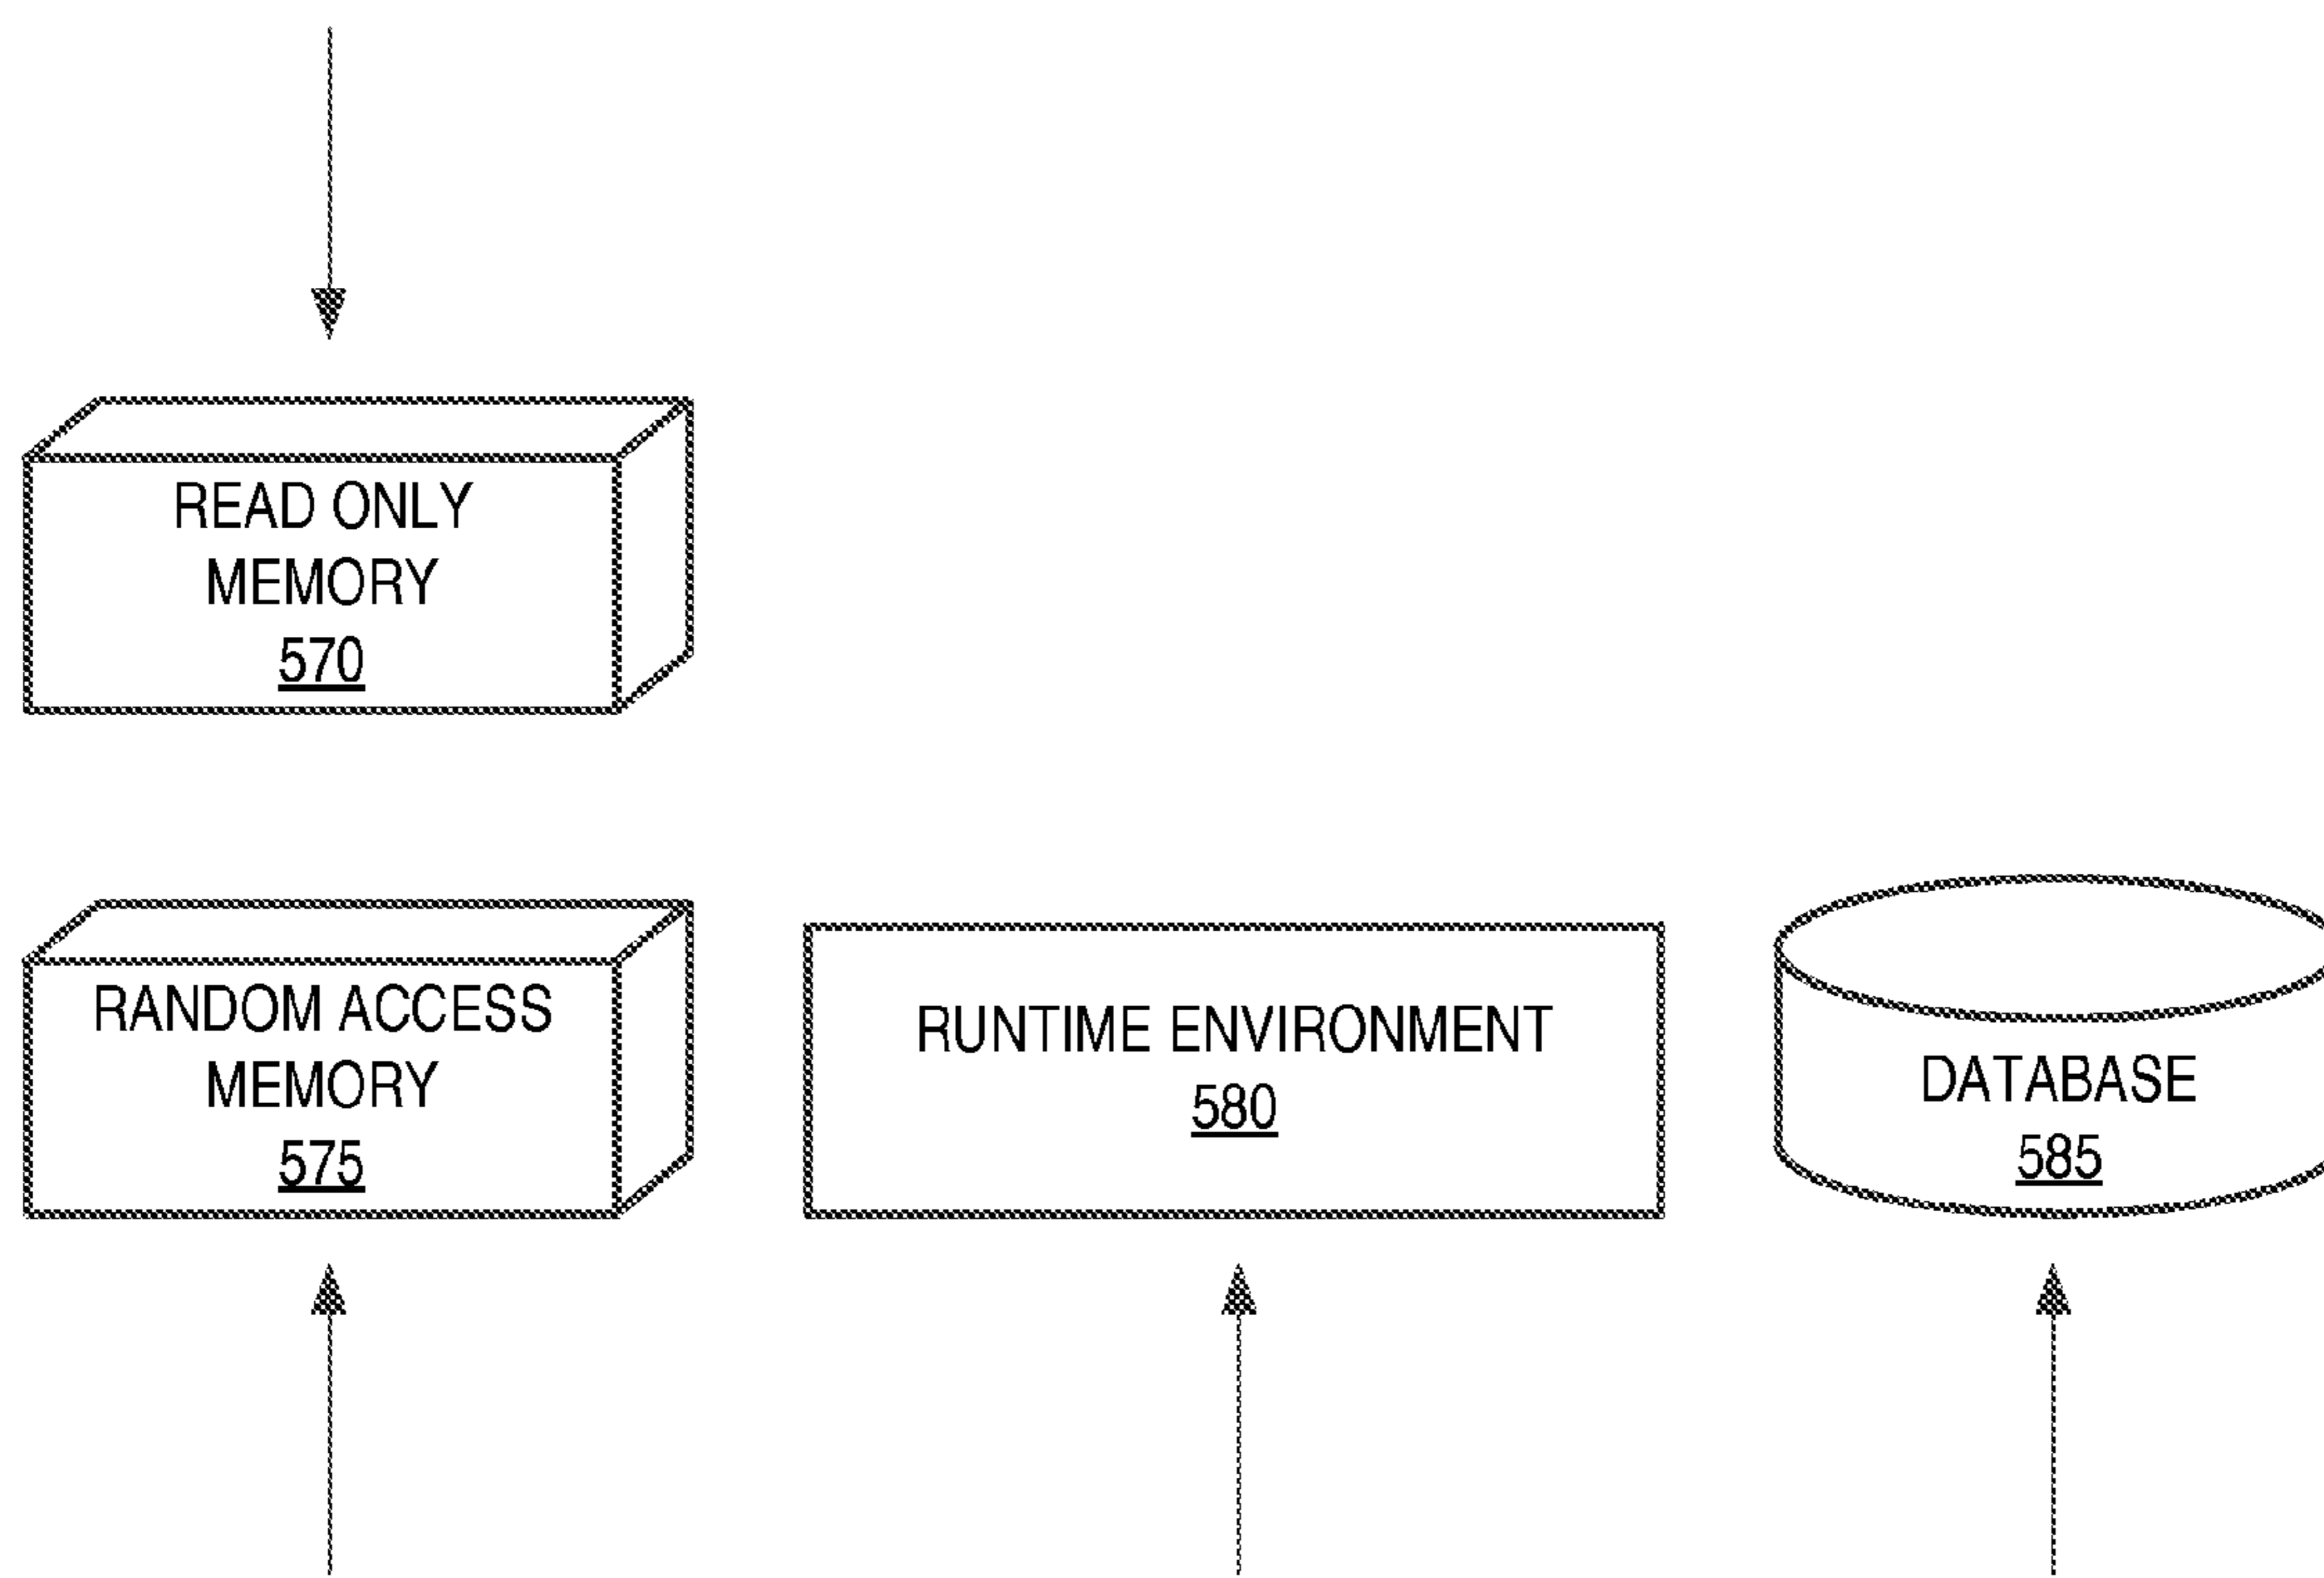 READ ONLY
MEMORY
570
RANDOM ACCESS
MEMORY
575
RUNTIME ENVIRONMENT
580
DATABASE
585